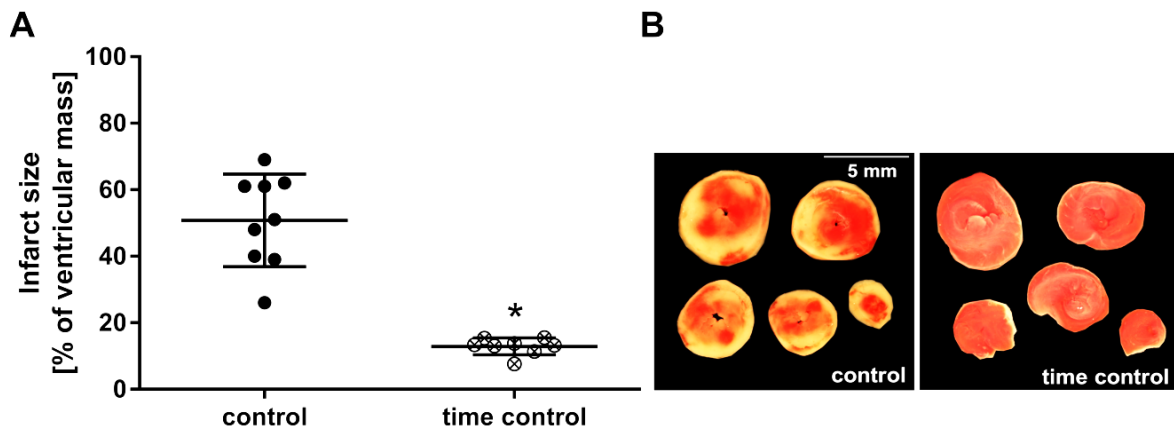 A
B
Infarct size
[% of ventricular mass]
100
80
60
40
20
0
*
control
time control
5 mm
control
time control